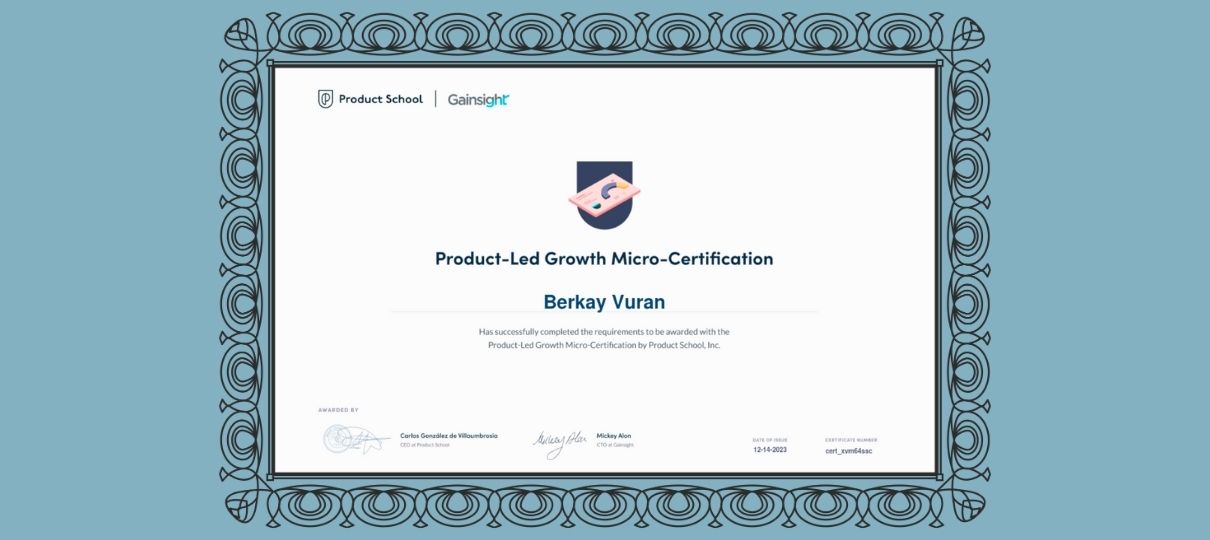 Product School | Gainsight
Product-Led Growth Micro-Certification
Berkay Vuran
Has successfully completed the requirements to be awarded with the
Product-Led Growth Micro-Certification by Product School, Inc.
AWARDED BY
Carlos González de Villaumbrosia
CEO at Product School
Mickey Alon
Mickey Alon
CTO at Gainsight
DATE OF ISSUE
12-14-2023
CERTIFICATE NUMBER
cert_xvm64ssc